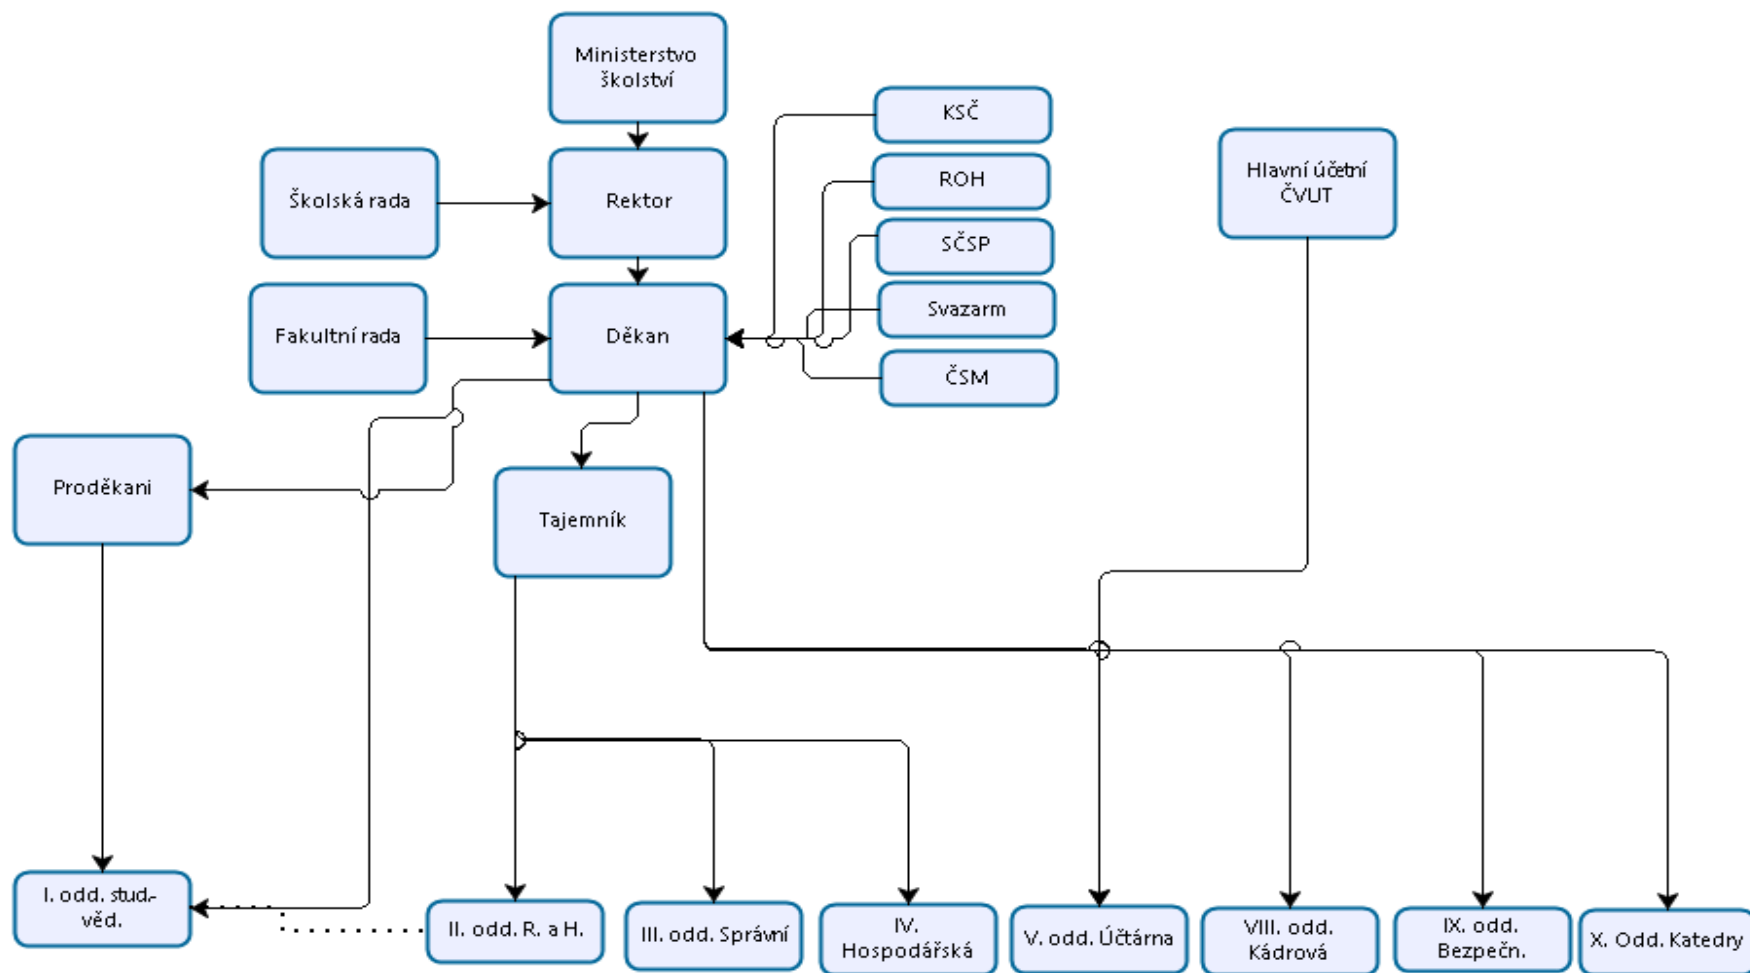 Ministerstvo
školství
KSČ
Hlavní účetní
ČVUT
Školská rada
Rektor
ROH
SČSP
Fakultní rada
Děkan
Svazarm
ČSM
Proděkani
Tajemník
I. odd. stud.-
věd.
II. odd. R. a H.
III. odd. Správní
IV.
Hospodářská
V. odd. Účtárna
VIII. odd.
Kádrová
IX. odd.
Bezpečn.
X. Odd. Katedry